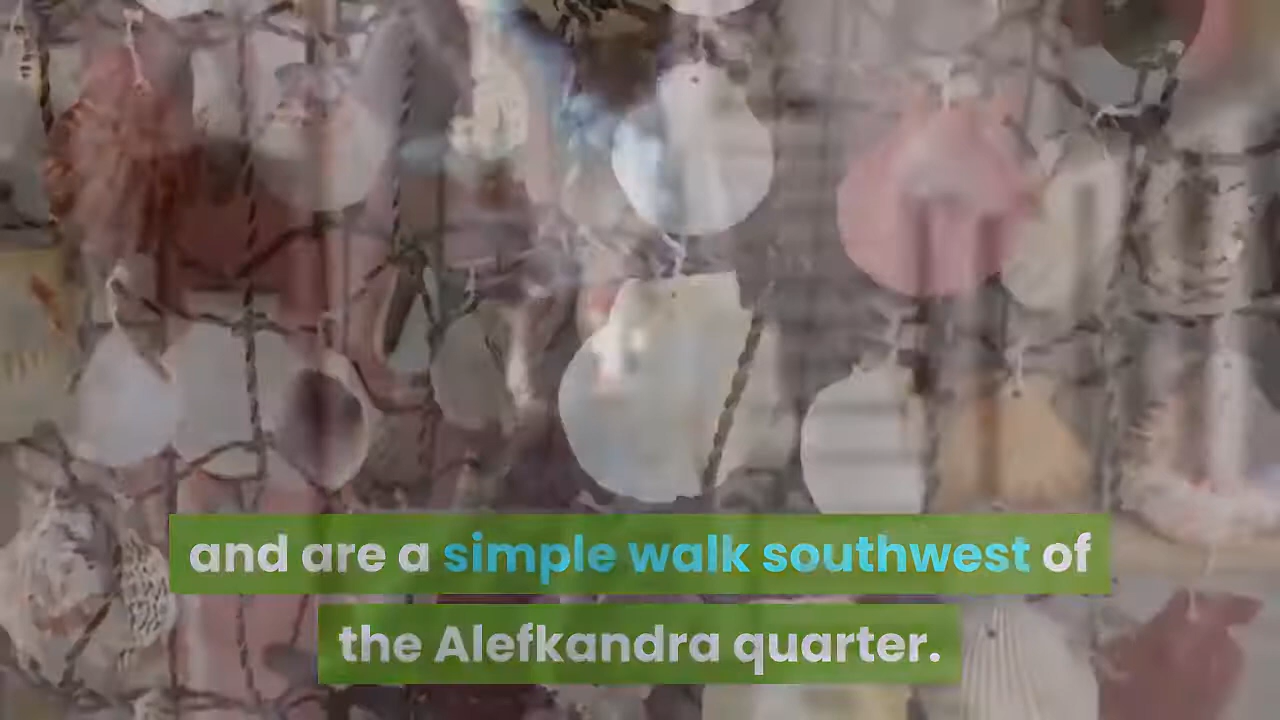 and are a simple walk southwest of
the Alefkandra quarter.